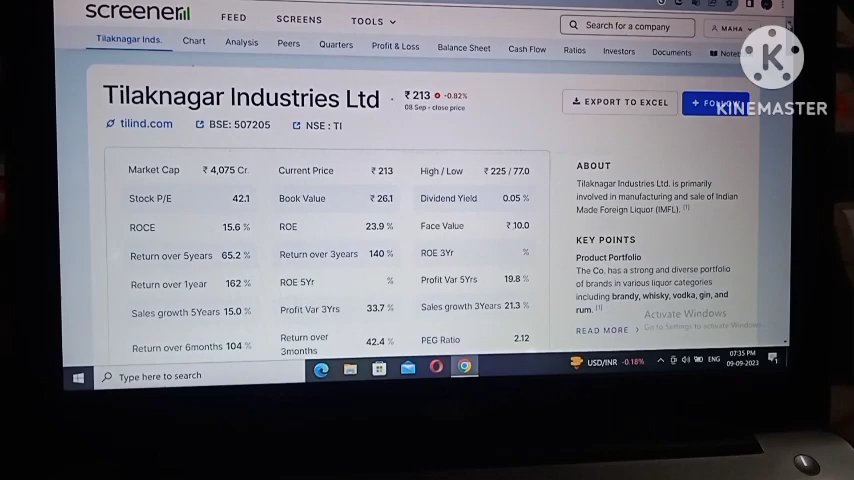 screener
FEED SCREENS TOOLS
Search for a company
MAHA
Tilaknagar Inds. Chart Analysis Peers Quarters Profit & Loss Balance Sheet Cash Flow Ratios Investors Documents
K
KINEMASTER
Tilaknagar Industries Ltd
₹ 213 -0.82%
08 Sep - close price
EXPORT TO EXCEL
tilind.com BSE: 507205 NSE : TI
Market Cap ₹ 4,075 Cr. Current Price ₹ 213 High / Low ₹ 225 / 77.0
Stock P/E 42.1 Book Value ₹ 26.1 Dividend Yield 0.05 %
ROCE 15.6 % ROE 23.9 % Face Value ₹ 10.0
Return over 5years 65.2 % Return over 3years 140 % ROE 3Yr %
Return over 1year 162 % ROE 5Yr % Profit Var 5Yrs 19.8 %
Sales growth 5Years 15.0 % Profit Var 3Yrs 33.7 % Sales growth 3Years 21.3 %
Return over 6months 104 % Return over 3months 42.4 % PEG Ratio 2.12
ABOUT
Tilaknagar Industries Ltd. is primarily
involved in manufacturing and sale of Indian
Made Foreign Liquor (IMFL). [1]
KEY POINTS
Product Portfolio
The Co. has a strong and diverse portfolio
of brands in various liquor categories
including brandy, whisky, vodka, gin, and
rum. [1]
Activate Windows
Go to Settings to activate Windows.
READ MORE
Type here to search
USD/INR -0.18%
ENG
07:35 PM
09-09-2023